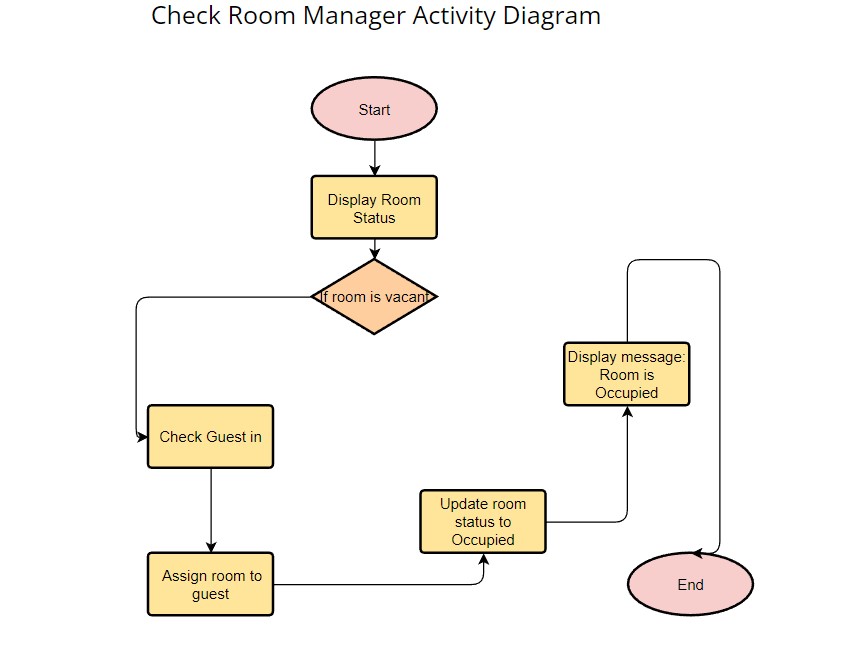 Check Room Manager Activity Diagram
Start
Display Room
Status
If room is vacant
Check Guest in
Assign room to
guest
Update room
status to
Occupied
Display message:
Room is
Occupied
End